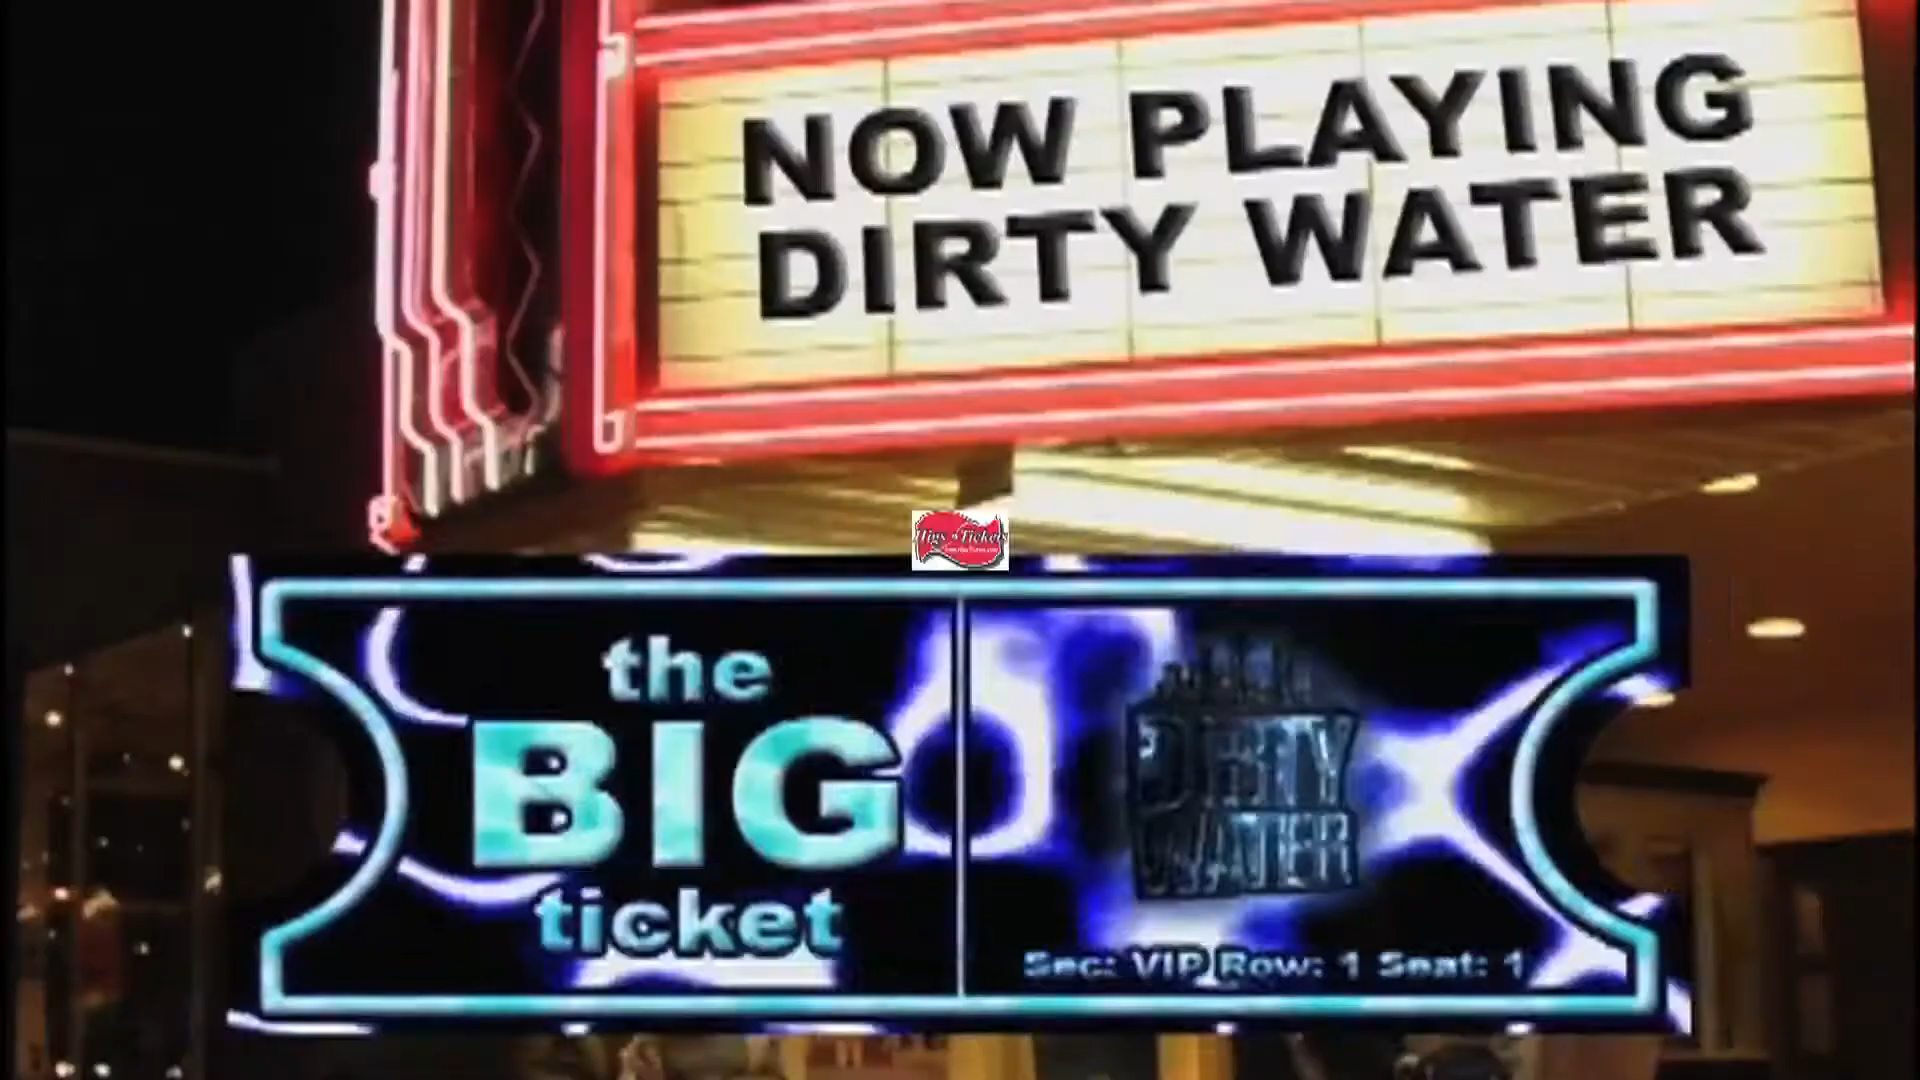 NOW PLAYING
DIRTY WATER
the
BIG
ticket
DIRTY
WATER
Sec: VIP Row: 1 Seat: 1